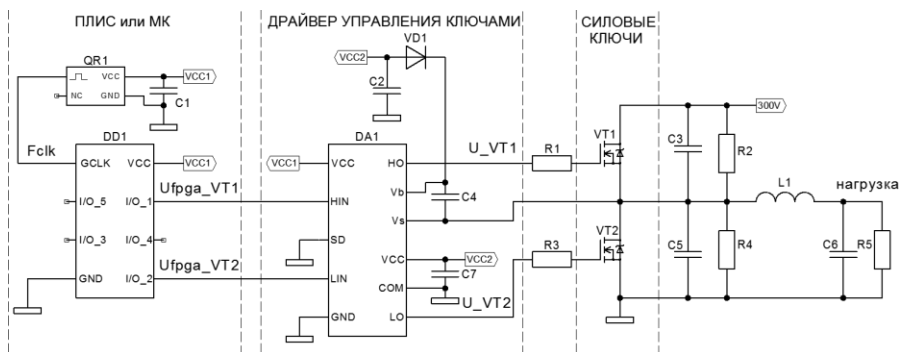 ПЛИС или МК
ДРАЙВЕР УПРАВЛЕНИЯ КЛЮЧАМИ
СИЛОВЫЕ
КЛЮЧИ
QR1
VCC
NC
GND
VCC1
C1
Fclk
DD1
GCLK
VCC
VCC1
I/O_5
I/O_1
I/O_3
I/O_4
GND
I/O_2
Ufpga_VT1
Ufpga_VT2
VD1
VCC2
C2
DA1
VCC1
VCC
HO
Vb
HIN
Vs
SD
VCC
VCC2
LIN
COM
GND
LO
C4
C7
U_VT1
U_VT2
R1
R3
VT1
VT2
300V
C3
R2
C5
R4
L1
нагрузка
C6
R5